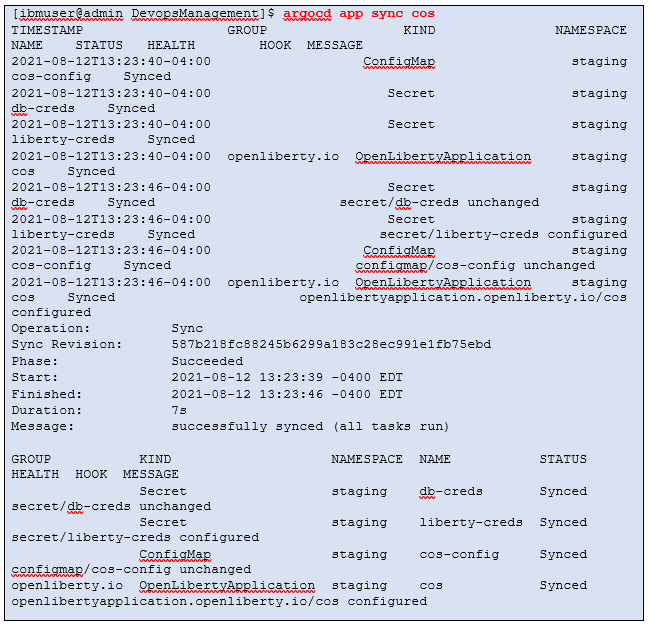 [ibmuser@admin DevopsManagement]$ argocd app sync cos
TIMESTAMP                  GROUP                 KIND               NAMESPACE
NAME    STATUS   HEALTH        HOOK  MESSAGE
2021-08-12T13:23:40-04:00                   ConfigMap                 staging
cos-config    Synced
2021-08-12T13:23:40-04:00                      Secret                 staging
db-creds   Synced
2021-08-12T13:23:40-04:00                      Secret                 staging
liberty-creds    Synced
2021-08-12T13:23:40-04:00  openliberty.io  OpenLibertyApplication     staging
cos    Synced
2021-08-12T13:23:46-04:00                      Secret                 staging
db-creds   Synced                       secret/db-creds unchanged
2021-08-12T13:23:46-04:00                      Secret                 staging
liberty-creds    Synced                       secret/liberty-creds configured
2021-08-12T13:23:46-04:00                   ConfigMap                 staging
cos-config    Synced                       configmap/cos-config unchanged
2021-08-12T13:23:46-04:00  openliberty.io  OpenLibertyApplication     staging
cos    Synced                       openlibertyapplication.openliberty.io/cos
configured
Operation:          Sync
Sync Revision:      587b218fc88245b6299a183c28ec991e1fb75ebd
Phase:              Succeeded
Start:              2021-08-12 13:23:39 -0400 EDT
Finished:           2021-08-12 13:23:46 -0400 EDT
Duration:           7s
Message:            successfully synced (all tasks run)
GROUP           KIND                    NAMESPACE  NAME           STATUS
HEALTH  HOOK  MESSAGE
                Secret                  staging    db-creds       Synced
secret/db-creds unchanged
                Secret                  staging    liberty-creds  Synced
secret/liberty-creds configured
                ConfigMap               staging    cos-config     Synced
configmap/cos-config unchanged
openliberty.io  OpenLibertyApplication  staging    cos            Synced
openlibertyapplication.openliberty.io/cos configured